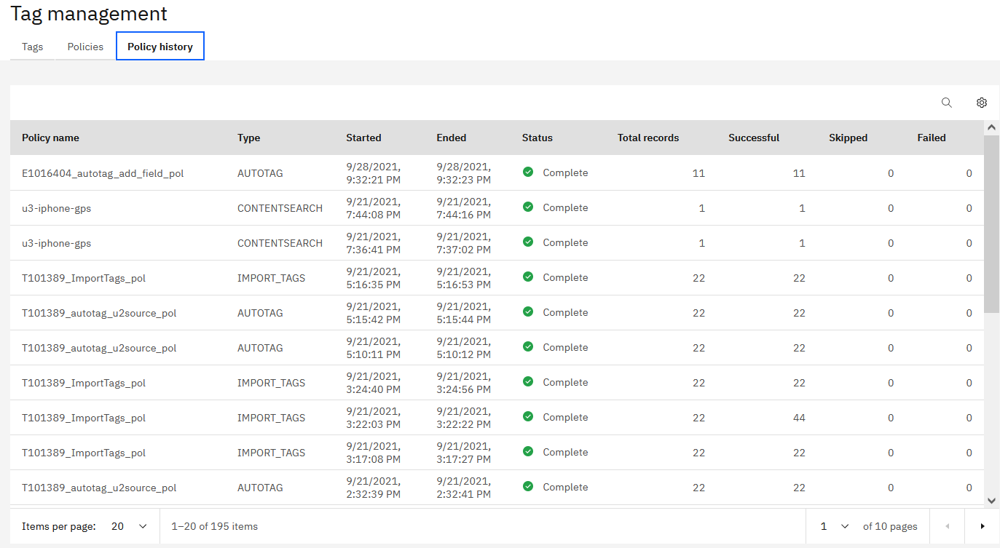 Tag management
Tags Policies Policy history
Policy name Type Started Ended Status Total records Successful Skipped Failed
E1016404_autotag_add_field_pol AUTOTAG 9/28/2021, 9:32:21 PM 9/28/2021, 9:32:23 PM Complete 11 11 0 0
u3-iphone-gps CONTENTSEARCH 9/21/2021, 7:44:08 PM 9/21/2021, 7:44:16 PM Complete 1 1 0 0
u3-iphone-gps CONTENTSEARCH 9/21/2021, 7:36:41 PM 9/21/2021, 7:37:02 PM Complete 1 1 0 0
T101389_ImportTags_pol IMPORT_TAGS 9/21/2021, 5:16:35 PM 9/21/2021, 5:16:53 PM Complete 22 22 0 0
T101389_autotag_u2source_pol AUTOTAG 9/21/2021, 5:15:42 PM 9/21/2021, 5:15:44 PM Complete 22 22 0 0
T101389_autotag_u2source_pol AUTOTAG 9/21/2021, 5:10:11 PM 9/21/2021, 5:10:12 PM Complete 22 22 0 0
T101389_ImportTags_pol IMPORT_TAGS 9/21/2021, 3:24:40 PM 9/21/2021, 3:24:56 PM Complete 22 22 0 0
T101389_ImportTags_pol IMPORT_TAGS 9/21/2021, 3:22:03 PM 9/21/2021, 3:22:22 PM Complete 22 44 0 0
T101389_ImportTags_pol IMPORT_TAGS 9/21/2021, 3:17:08 PM 9/21/2021, 3:17:27 PM Complete 22 22 0 0
T101389_autotag_u2source_pol AUTOTAG 9/21/2021, 2:32:39 PM 9/21/2021, 2:32:41 PM Complete 22 22 0 0
Items per page: 20 1–20 of 195 items 1 of 10 pages